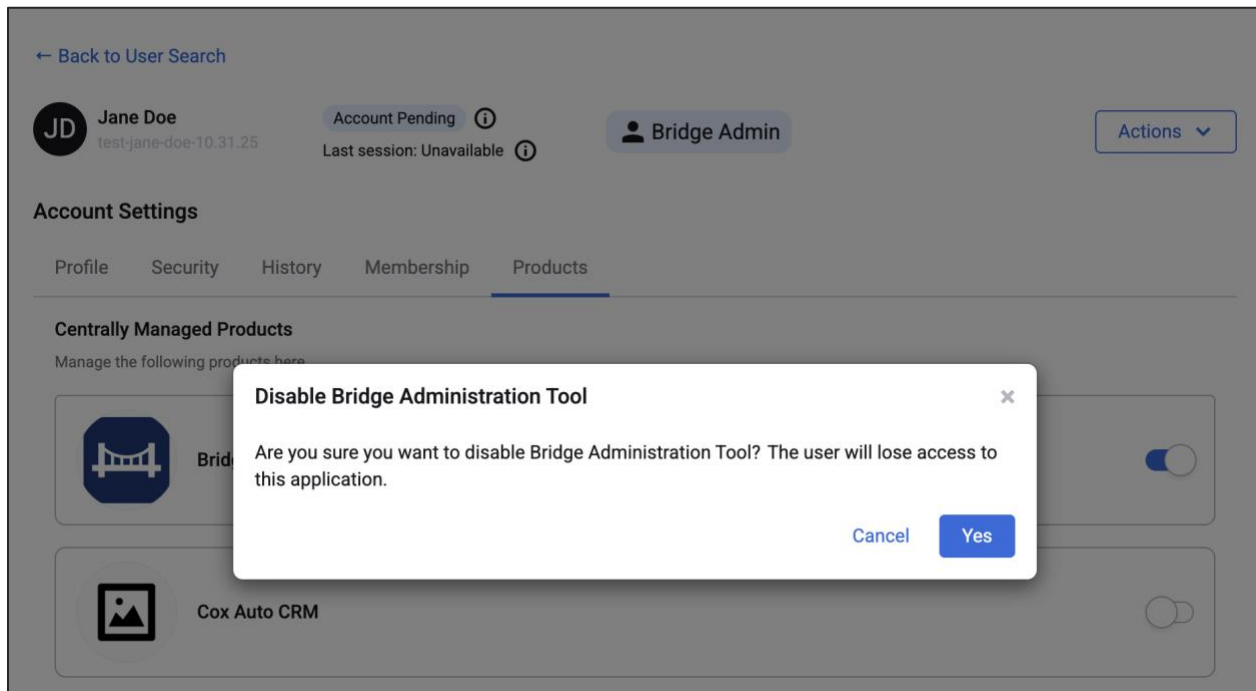 ← Back to User Search
JD
Jane Doe
test-jane-doe-10.31.25
Account Pending
Last session: Unavailable
Bridge Admin
Actions
Account Settings
Profile Security History Membership Products
Centrally Managed Products
Manage the following products here
Disable Bridge Administration Tool
Are you sure you want to disable Bridge Administration Tool? The user will lose access to
this application.
Cancel Yes
Cox Auto CRM